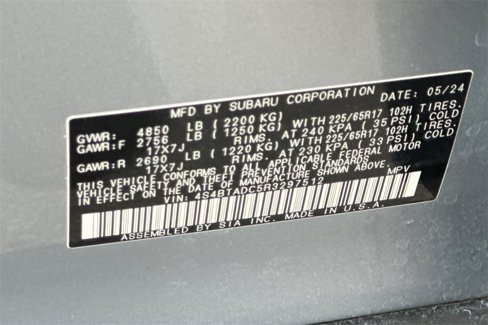 MFD BY SUBARU CORPORATION DATE: 05/24
GVWR: 4850 LB (2200 KG)
GAWR:F 2756 LB (1250 KG) WITH 225/65R17 102H TIRES.
17X7J RIMS, AT 240 KPA ( 35 PSI) COLD.
GAWR:R 2690 LB (1220 KG) WITH 225/65R17 102H TIRES.
17X7J RIMS, AT 230 KPA ( 33 PSI) COLD.
THIS VEHICLE CONFORMS TO ALL APPLICABLE FEDERAL MOTOR
VEHICLE SAFETY AND THEFT PREVENTION STANDARDS
IN EFFECT ON THE DATE OF MANUFACTURE SHOWN ABOVE.
VIN: 4S4BTADC5R3297512 MPV
ASSEMBLED BY SIA INC. MADE IN U.S.A.